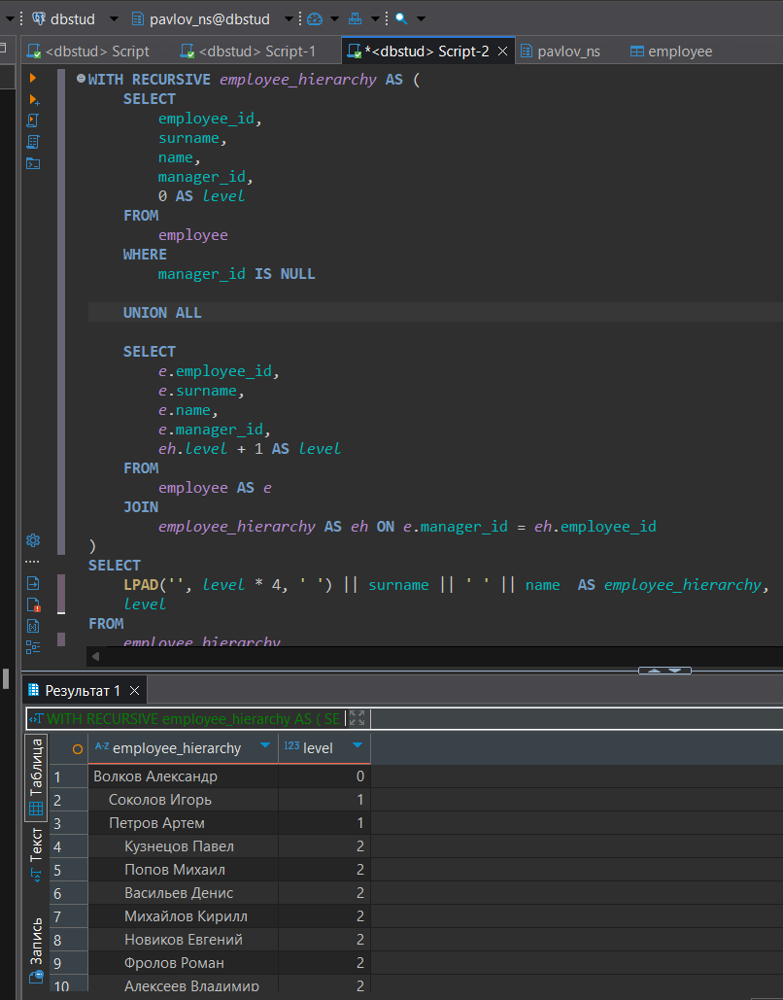 dbstud pavlov_ns@dbstud
<dbstud> Script <dbstud> Script-1 *<dbstud> Script-2 pavlov_ns employee
WITH RECURSIVE employee_hierarchy AS (
SELECT
employee_id,
surname,
name,
manager_id,
0 AS level
FROM
employee
WHERE
manager_id IS NULL
UNION ALL
SELECT
e.employee_id,
e.surname,
e.name,
e.manager_id,
eh.level + 1 AS level
FROM
employee AS e
JOIN
employee_hierarchy AS eh ON e.manager_id = eh.employee_id
)
SELECT
LPAD('', level * 4, ' ') || surname || ' ' || name AS employee_hierarchy,
level
FROM
employee_hierarchy
Результат 1
WITH RECURSIVE employee_hierarchy AS ( SE
Таблица
Текст
Запись
A-Z employee_hierarchy 123 level
1 Волков Александр 0
2 Соколов Игорь 1
3 Петров Артем 1
4 Кузнецов Павел 2
5 Попов Михаил 2
6 Васильев Денис 2
7 Михайлов Кирилл 2
8 Новиков Евгений 2
9 Фролов Роман 2
10 Алексеев Владимир 2